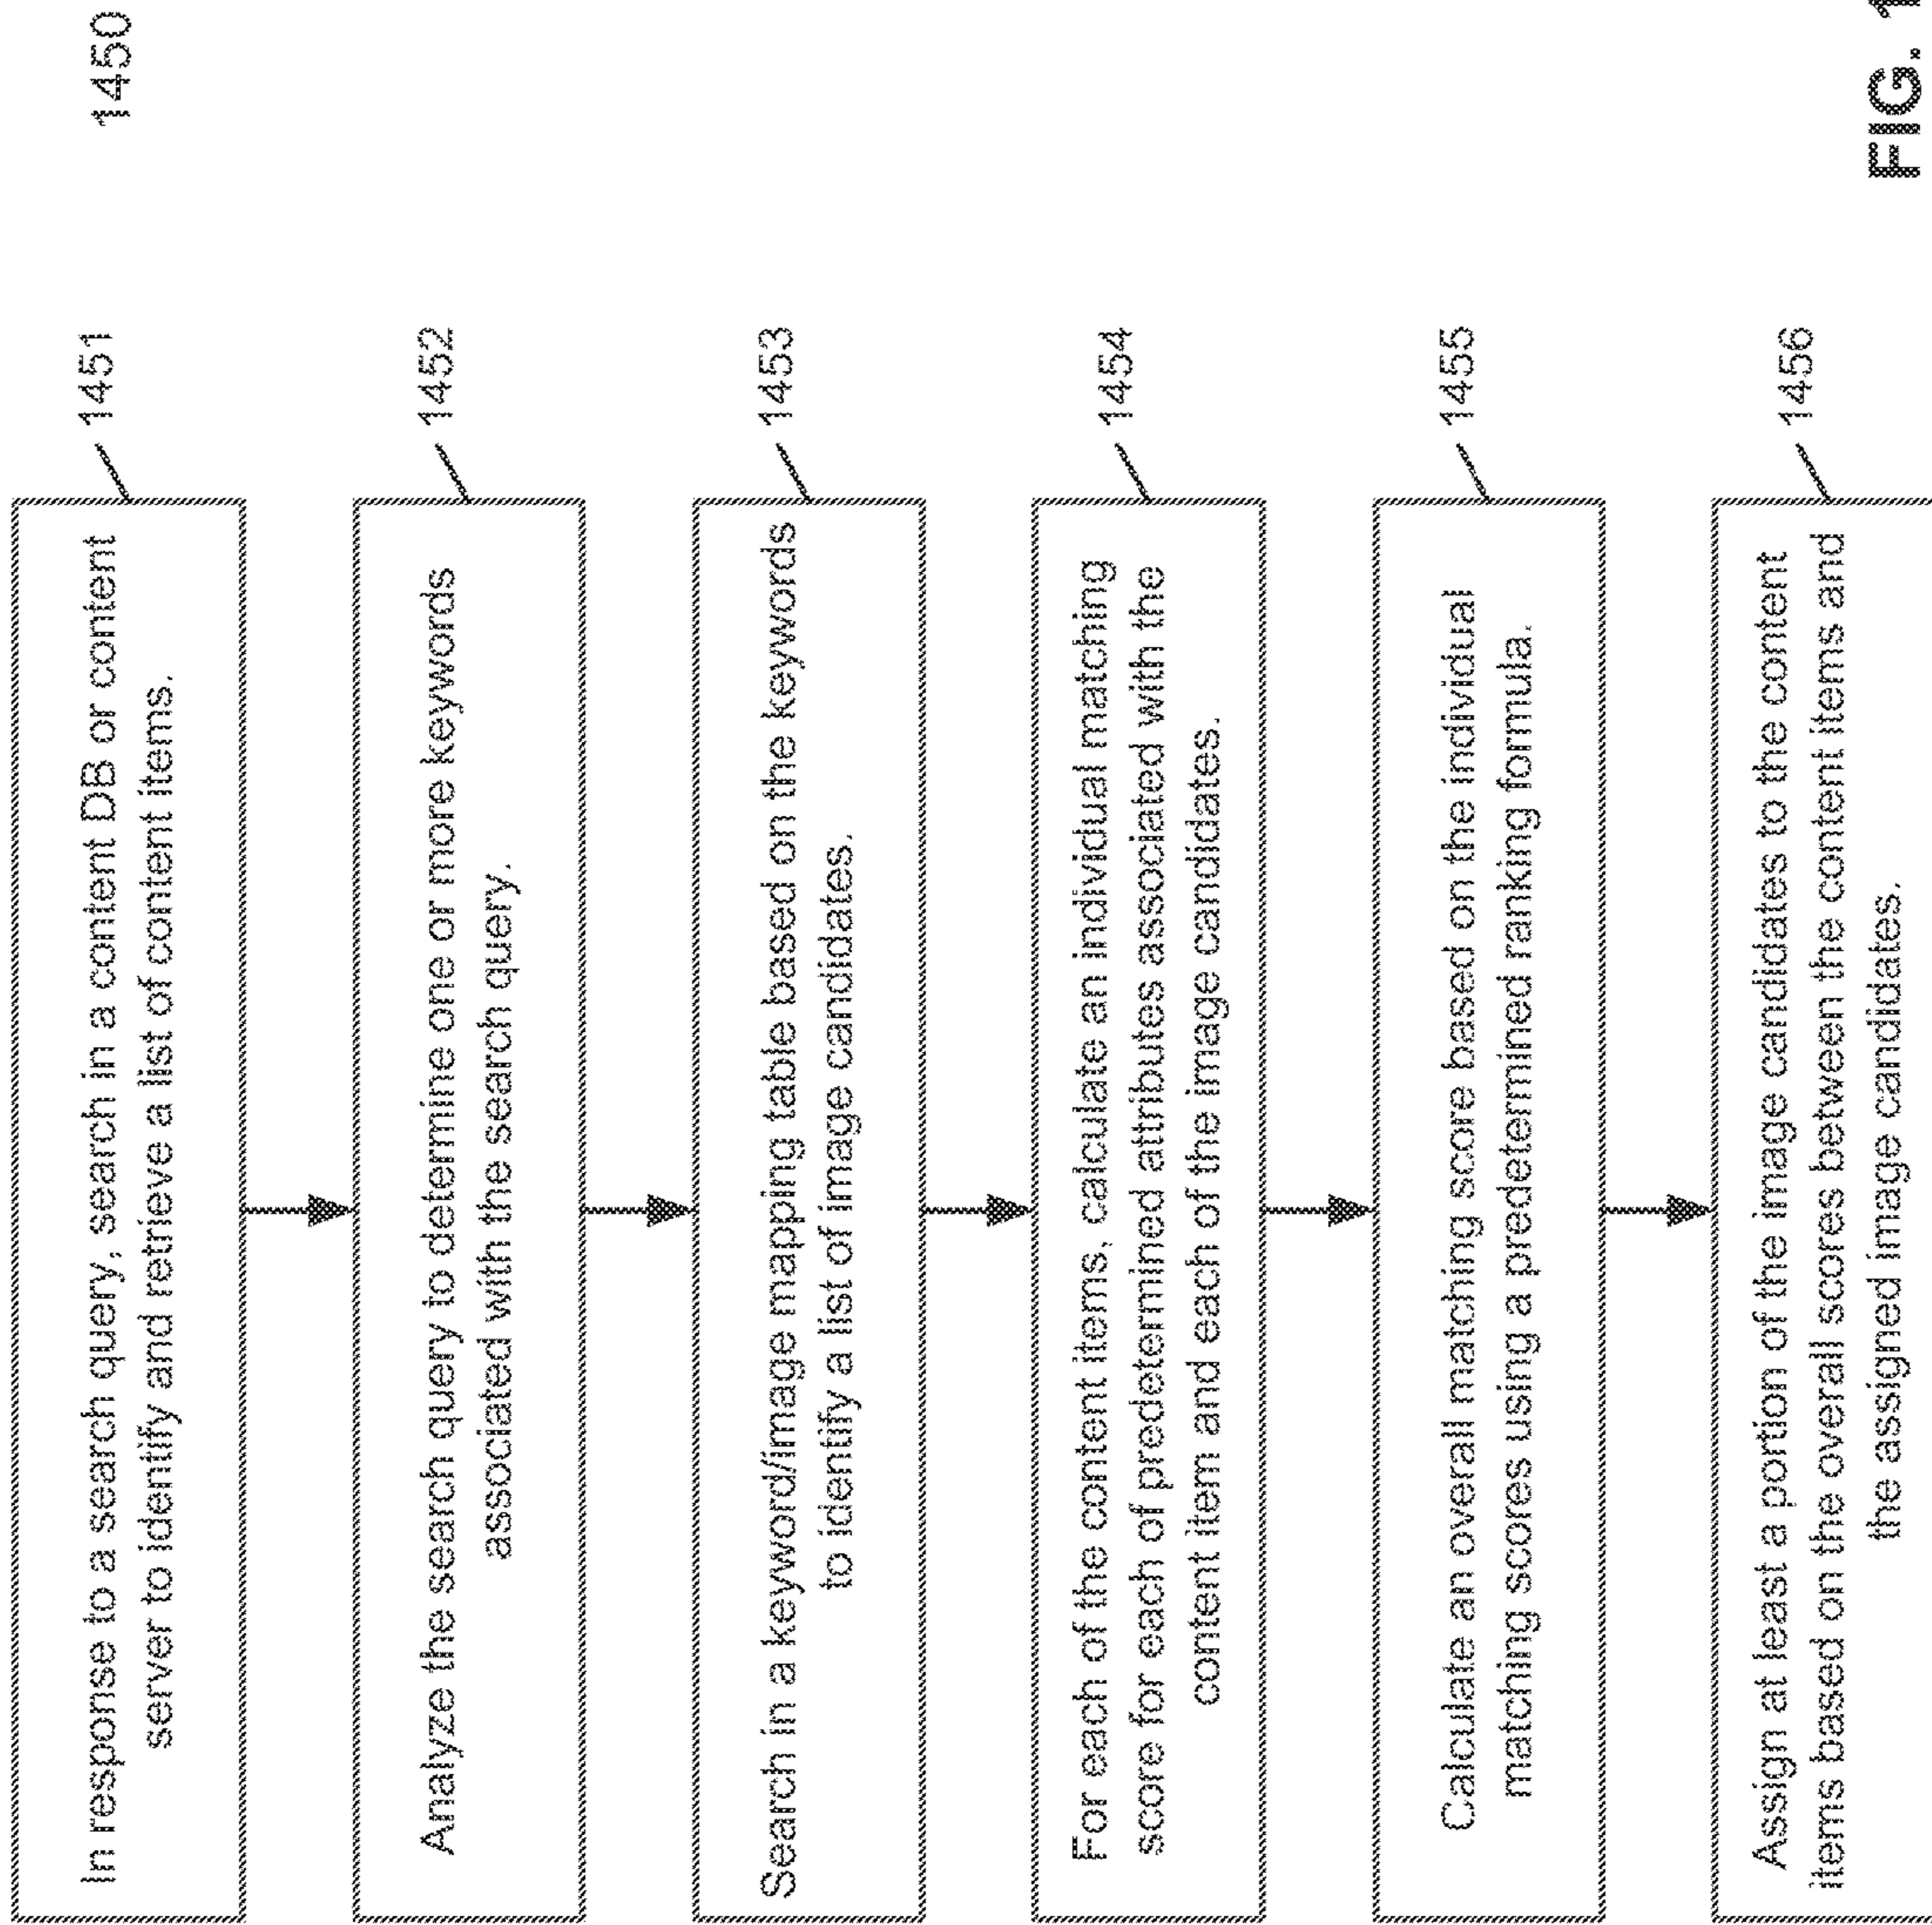 1450
In response to a search query, search in a content DB or content
server to identify and retrieve a list of content items.
1451
Analyze the search query to determine one or more keywords
associated with the search query.
1452
Search in a keyword/image mapping table based on the keywords
to identify a list of image candidates.
1453
For each of the content items, calculate an individual matching
score for each of predetermined attributes associated with the
content item and each of the image candidates.
1454
Calculate an overall matching score based on the individual
matching scores using a predetermined ranking formula.
1455
Assign at least a portion of the image candidates to the content
items based on the overall scores between the content items and
the assigned image candidates.
1456
FIG. 1